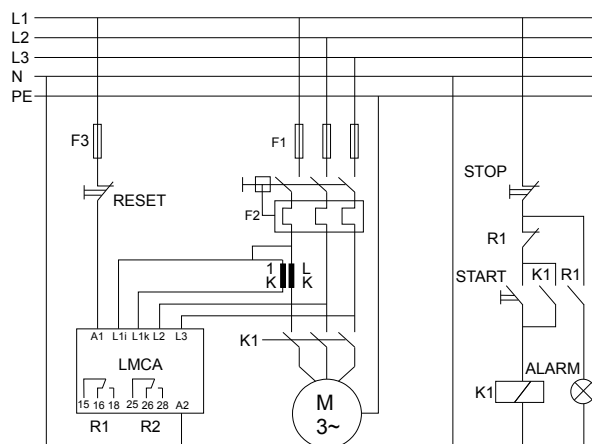 L1
L2
L3
N
PE
F3
F1
RESET
STOP
F2
R1
1 L
K K
START
K1
R1
A1 L1i L1k L2 L3
K1
LMCA
ALARM
15 16 18 25 26 28 A2
R1 R2
M
3~
K1